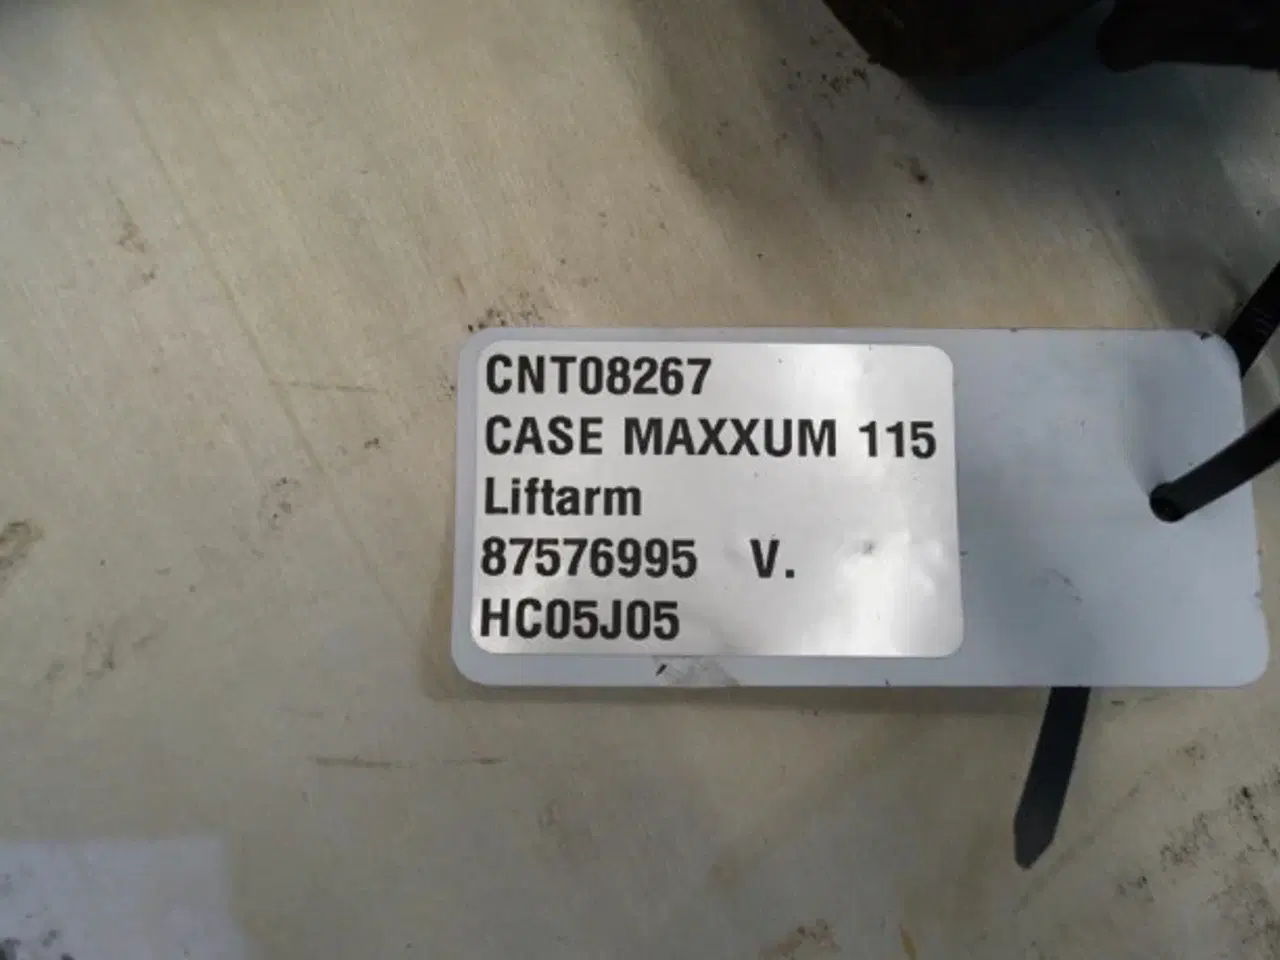 CNT08267
CASE MAXXUM 115
Liftarm
87576995 V.
HC05J05